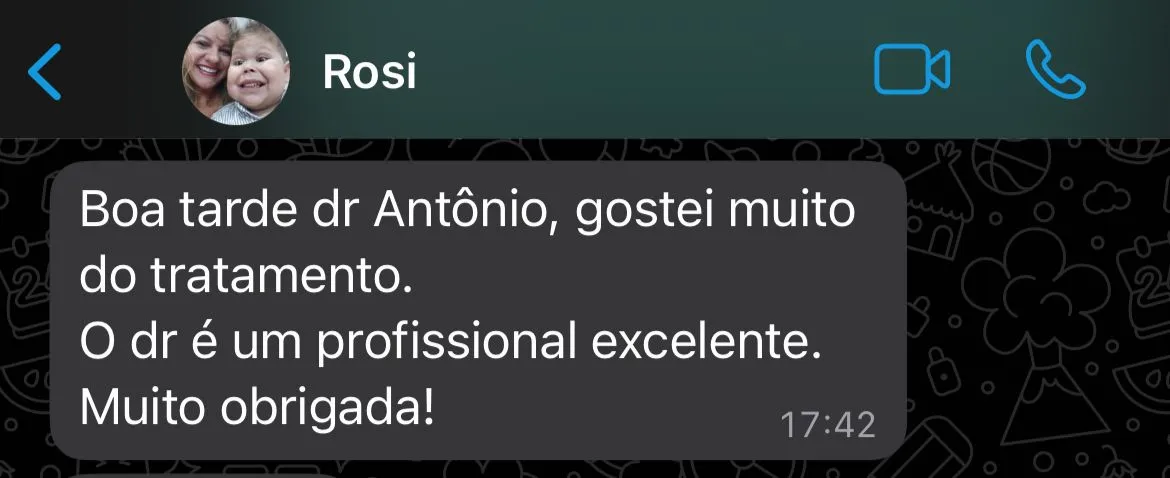 Rosi
Boa tarde dr Antônio, gostei muito
do tratamento.
O dr é um profissional excelente.
Muito obrigada!
17:42